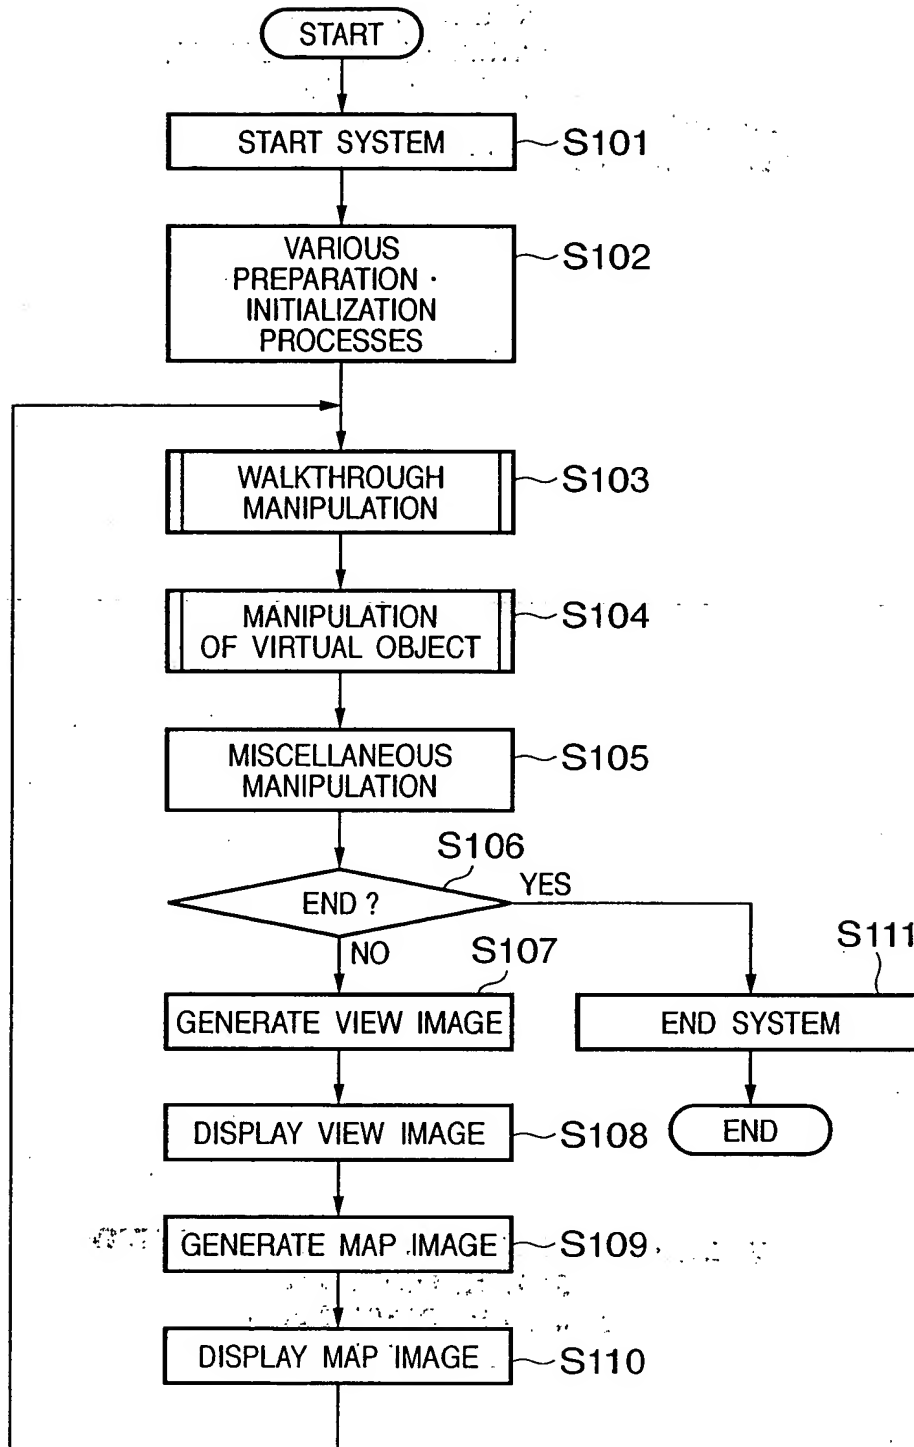 START
START SYSTEM
S101
VARIOUS
PREPARATION ·
INITIALIZATION
PROCESSES
S102
WALKTHROUGH
MANIPULATION
S103
MANIPULATION
OF VIRTUAL OBJECT
S104
MISCELLANEOUS
MANIPULATION
S105
S106
END ?
YES
NO
S107
GENERATE VIEW IMAGE
S111
END SYSTEM
DISPLAY VIEW IMAGE
S108
END
GENERATE MAP IMAGE
S109
DISPLAY MAP IMAGE
S110